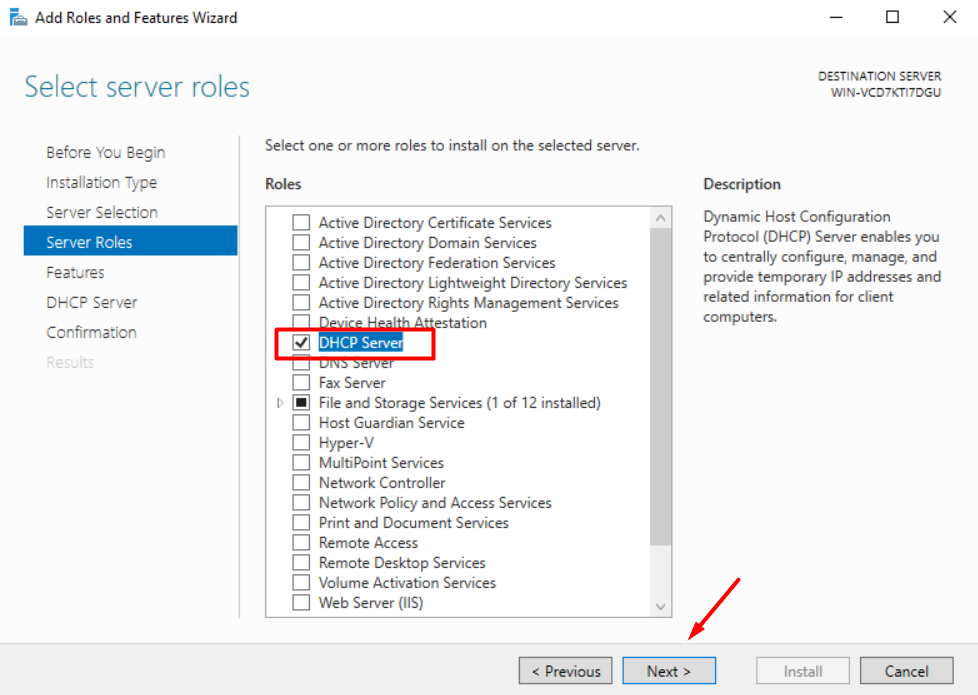 Add Roles and Features Wizard
Select server roles
DESTINATION SERVER
WIN-VCD7KTI7DGU
Before You Begin
Installation Type
Server Selection
Server Roles
Features
DHCP Server
Confirmation
Results
Select one or more roles to install on the selected server.
Roles
Active Directory Certificate Services
Active Directory Domain Services
Active Directory Federation Services
Active Directory Lightweight Directory Services
Active Directory Rights Management Services
Device Health Attestation
DHCP Server
DNS Server
Fax Server
File and Storage Services (1 of 12 installed)
Host Guardian Service
Hyper-V
MultiPoint Services
Network Controller
Network Policy and Access Services
Print and Document Services
Remote Access
Remote Desktop Services
Volume Activation Services
Web Server (IIS)
Description
Dynamic Host Configuration
Protocol (DHCP) Server enables you
to centrally configure, manage, and
provide temporary IP addresses and
related information for client
computers.
< Previous
Next >
Install
Cancel